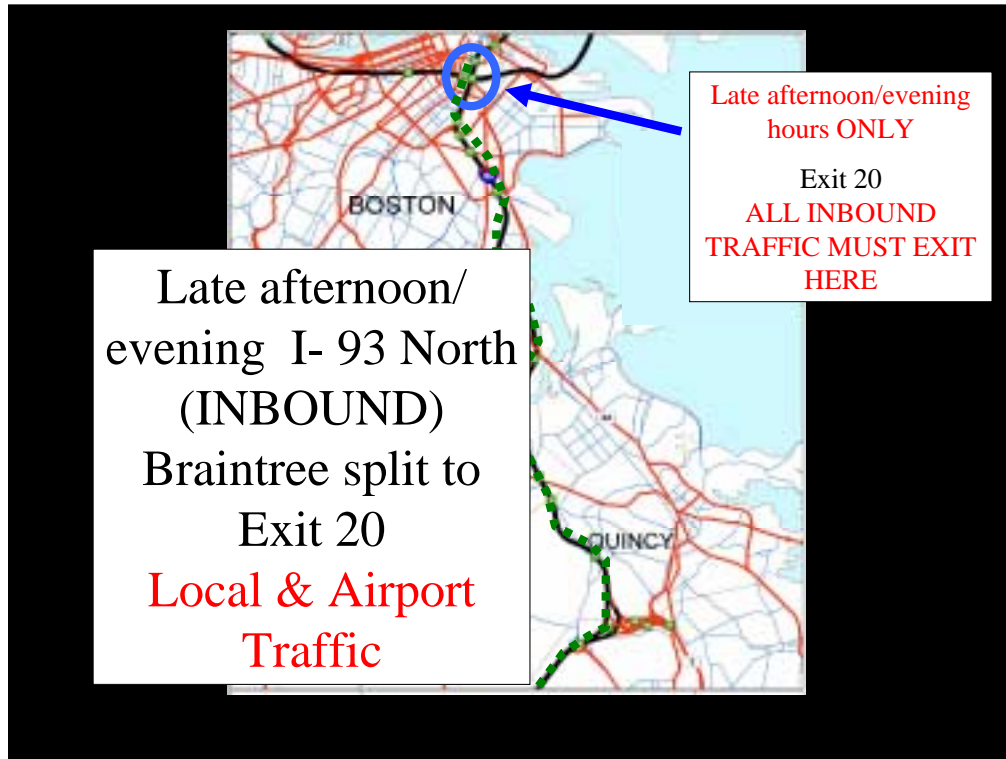 Late afternoon/evening
hours ONLY
Exit 20
ALL INBOUND
TRAFFIC MUST EXIT
HERE
BOSTON
Late afternoon/
evening I- 93 North
(INBOUND)
Braintree split to
Exit 20
Local & Airport
Traffic
QUINCY